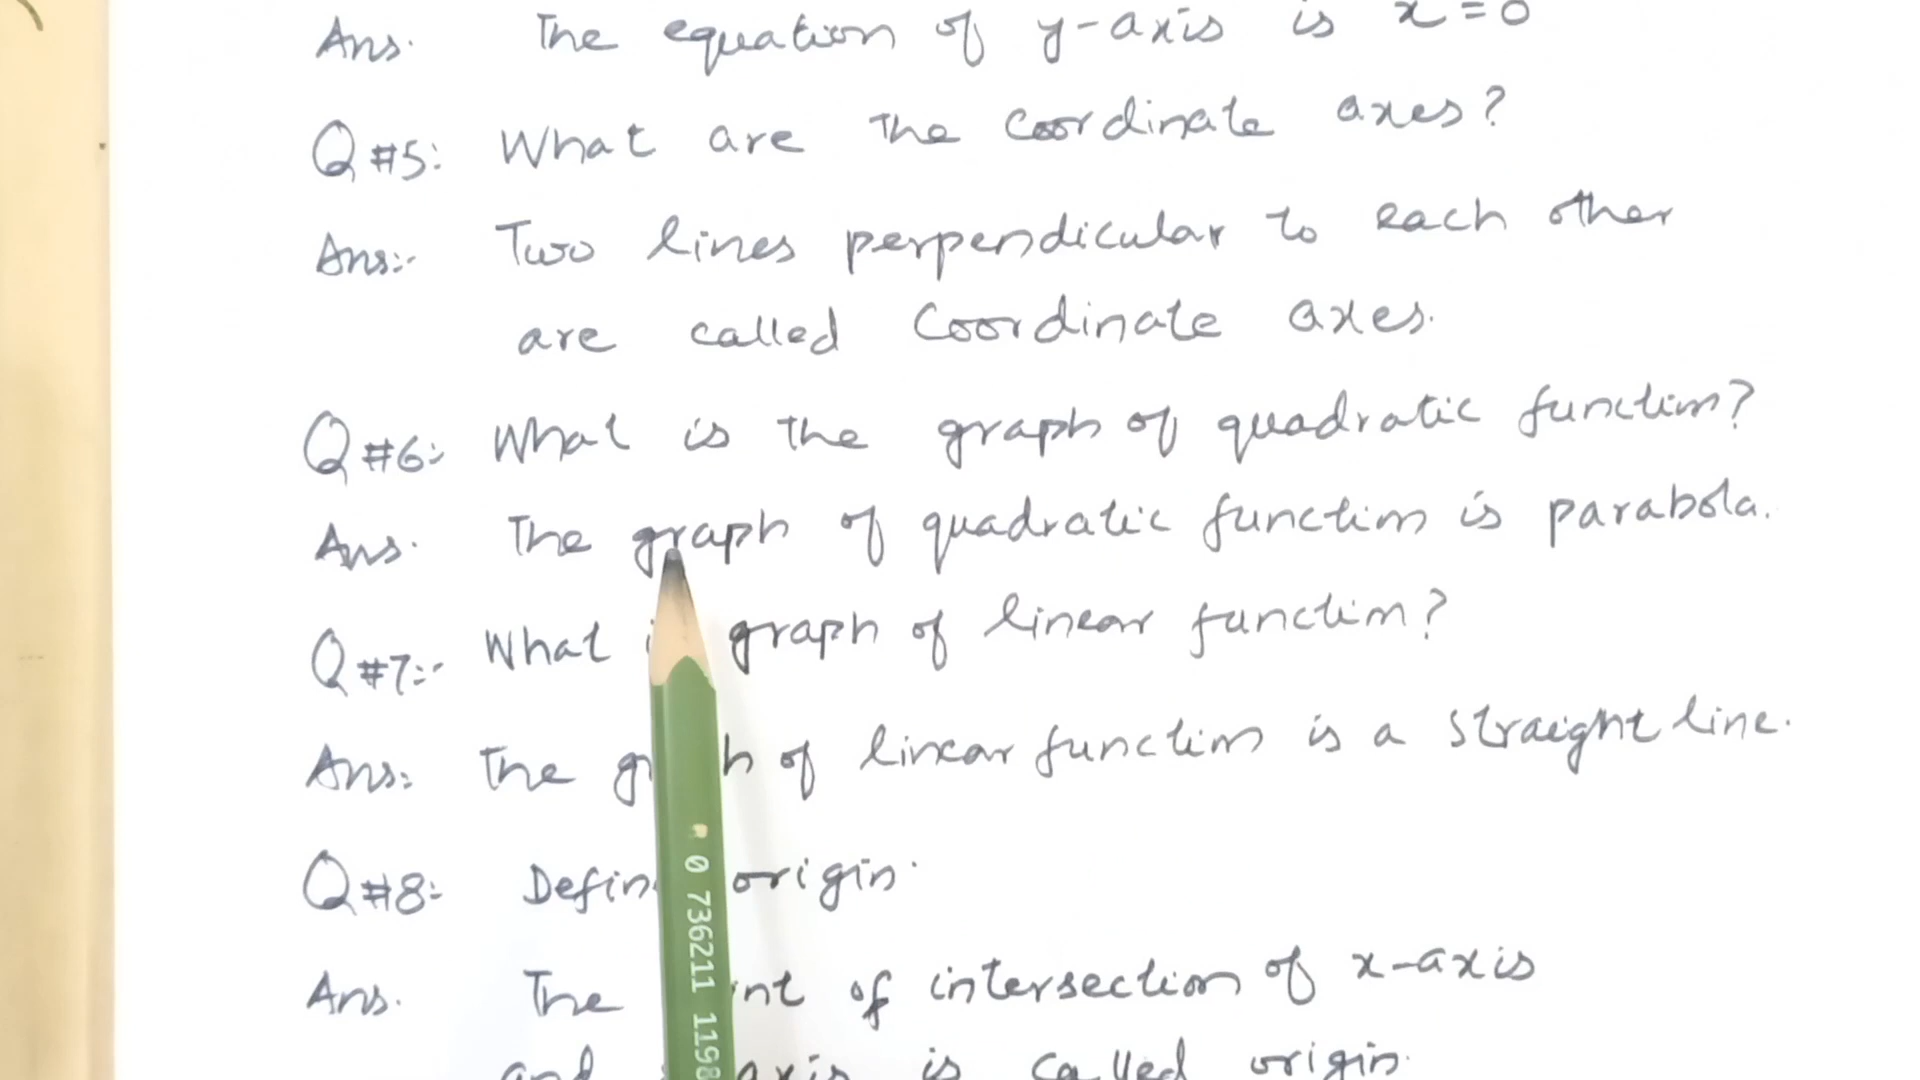 Ans. The equation of y-axis is x=0
Q#5: What are the coordinate axes?
Ans:- Two lines perpendicular to each other
are called Coordinate axes.
Q#6:- What is the graph of quadratic function?
Ans. The graph of quadratic function is parabola.
Q#7:- What graph of linear function?
Ans: The of linear function is a straight line.
Q#8:- origin.
Ans. The of intersection of x-axis
and axis is called origin.
0 736211 1198